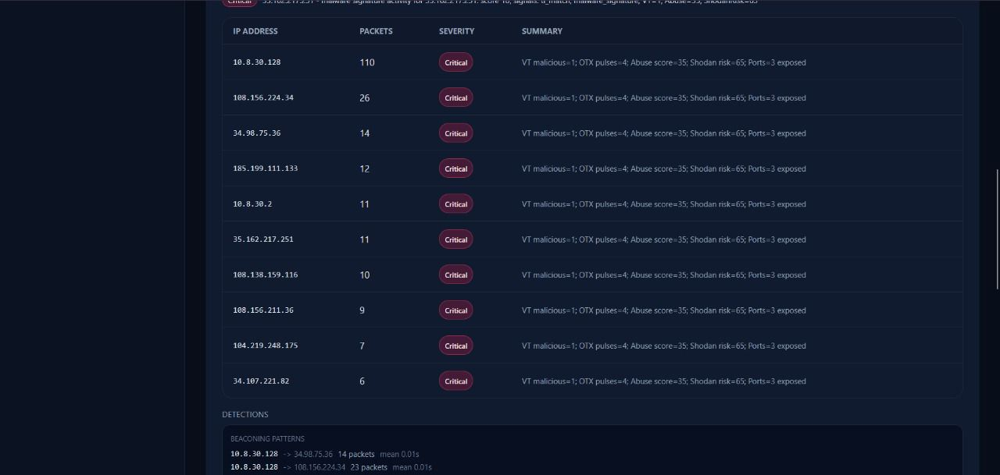 Critical 35.162.217.251 - malware signature activity for 35.162.217.251: score 18, signals: ti_match, malware_signature, VT=1, Abuse=35, ShodanRisk=65
IP ADDRESS PACKETS SEVERITY SUMMARY
10.8.30.128 110 Critical VT malicious=1; OTX pulses=4; Abuse score=35; Shodan risk=65; Ports=3 exposed
108.156.224.34 26 Critical VT malicious=1; OTX pulses=4; Abuse score=35; Shodan risk=65; Ports=3 exposed
34.98.75.36 14 Critical VT malicious=1; OTX pulses=4; Abuse score=35; Shodan risk=65; Ports=3 exposed
185.199.111.133 12 Critical VT malicious=1; OTX pulses=4; Abuse score=35; Shodan risk=65; Ports=3 exposed
10.8.30.2 11 Critical VT malicious=1; OTX pulses=4; Abuse score=35; Shodan risk=65; Ports=3 exposed
35.162.217.251 11 Critical VT malicious=1; OTX pulses=4; Abuse score=35; Shodan risk=65; Ports=3 exposed
108.138.159.116 10 Critical VT malicious=1; OTX pulses=4; Abuse score=35; Shodan risk=65; Ports=3 exposed
108.156.211.36 9 Critical VT malicious=1; OTX pulses=4; Abuse score=35; Shodan risk=65; Ports=3 exposed
104.219.248.175 7 Critical VT malicious=1; OTX pulses=4; Abuse score=35; Shodan risk=65; Ports=3 exposed
34.107.221.82 6 Critical VT malicious=1; OTX pulses=4; Abuse score=35; Shodan risk=65; Ports=3 exposed
DETECTIONS
BEACONING PATTERNS
10.8.30.128 -> 34.98.75.36 14 packets mean 0.01s
10.8.30.128 -> 108.156.224.34 23 packets mean 0.01s